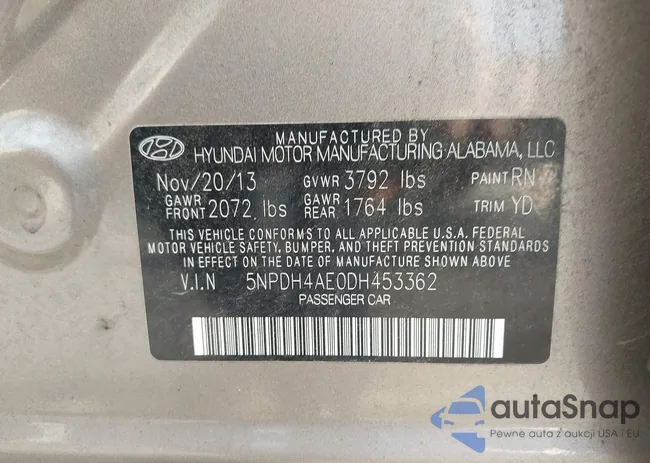 MANUFACTURED BY
HYUNDAI MOTOR MANUFACTURING ALABAMA, LLC
Nov/20/13 GVWR 3792 lbs PAINT RN
GAWR FRONT 2072 lbs GAWR REAR 1764 lbs TRIM YD
THIS VEHICLE CONFORMS TO ALL APPLICABLE U.S.A. FEDERAL
MOTOR VEHICLE SAFETY, BUMPER, AND THEFT PREVENTION STANDARDS
IN EFFECT ON THE DATE OF MANUFACTURE SHOWN ABOVE.
V.I.N 5NPDH4AE0DH453362
PASSENGER CAR
autaSnap
Pewne auta z aukcji USA i EU